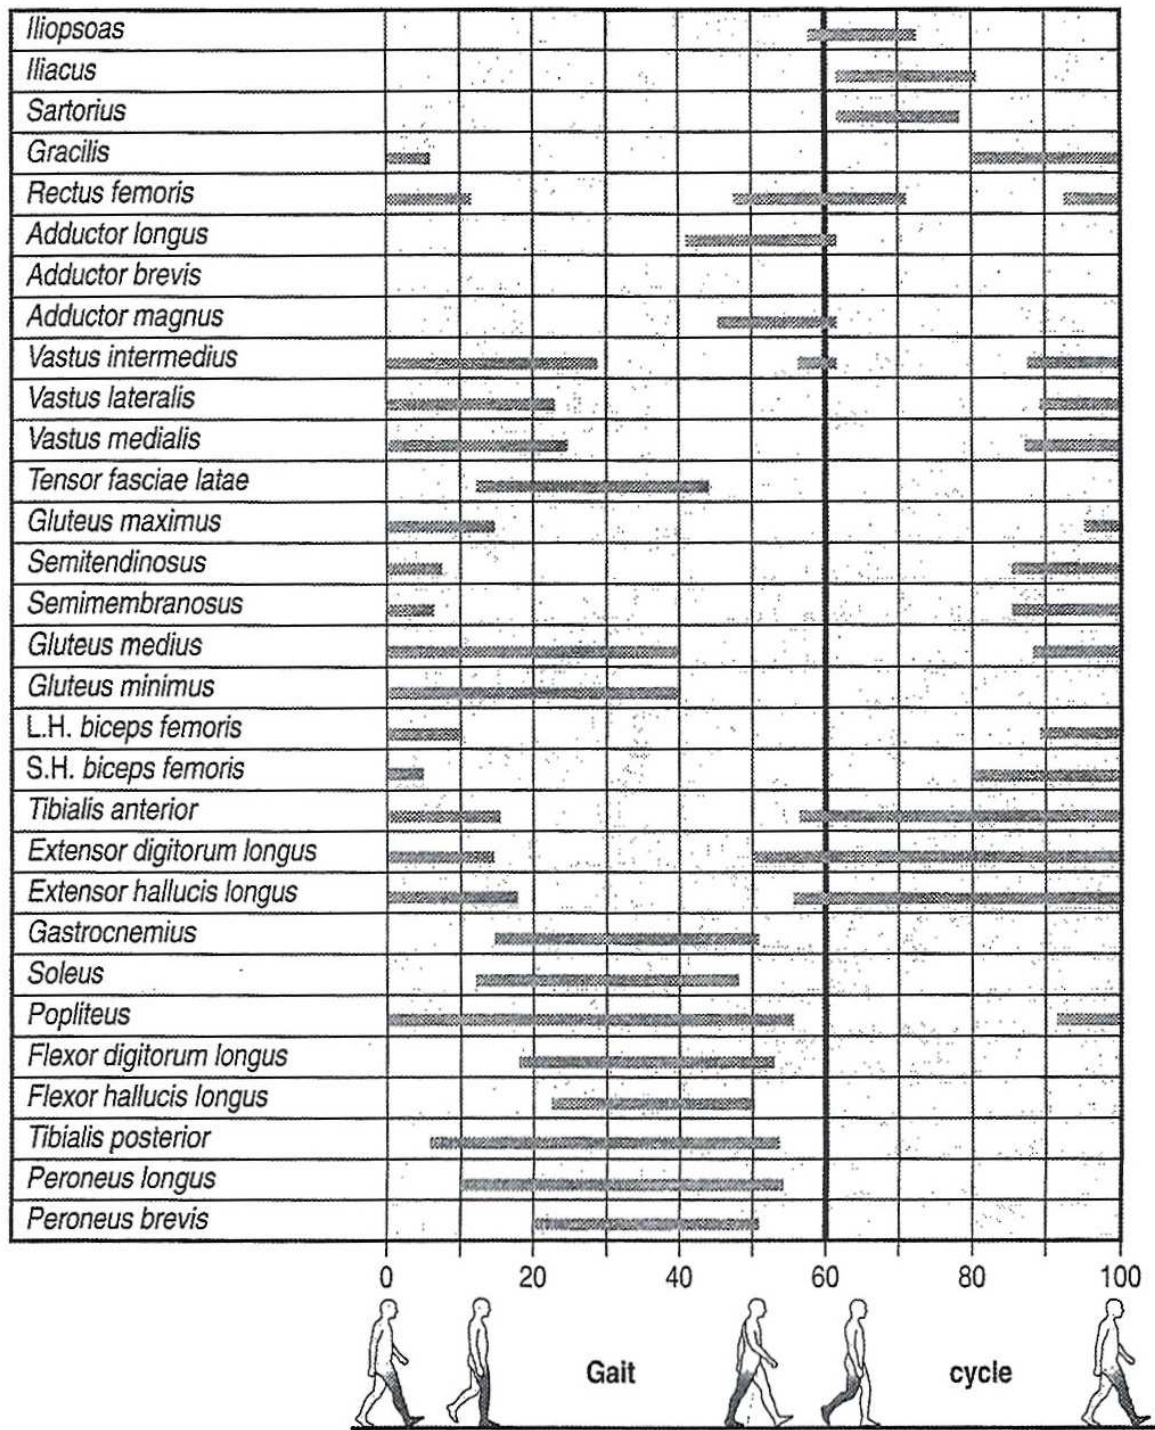 Iliopsoas
Iliacus
Sartorius
Gracilis
Rectus femoris
Adductor longus
Adductor brevis
Adductor magnus
Vastus intermedius
Vastus lateralis
Vastus medialis
Tensor fasciae latae
Gluteus maximus
Semitendinosus
Semimembranosus
Gluteus medius
Gluteus minimus
L.H. biceps femoris
S.H. biceps femoris
Tibialis anterior
Extensor digitorum longus
Extensor hallucis longus
Gastrocnemius
Soleus
Popliteus
Flexor digitorum longus
Flexor hallucis longus
Tibialis posterior
Peroneus longus
Peroneus brevis
0 20 40 60 80 100
Gait cycle